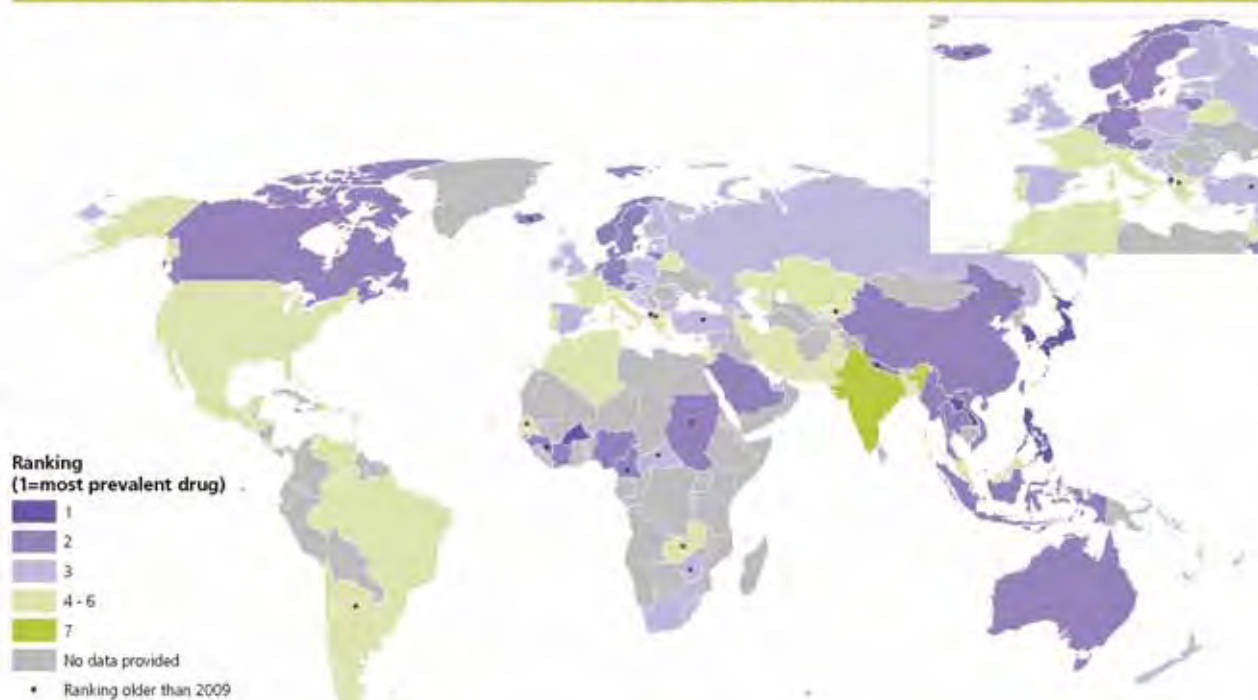 Ranking
(1=most prevalent drug)
1
2
3
4 - 6
7
No data provided
Ranking older than 2009